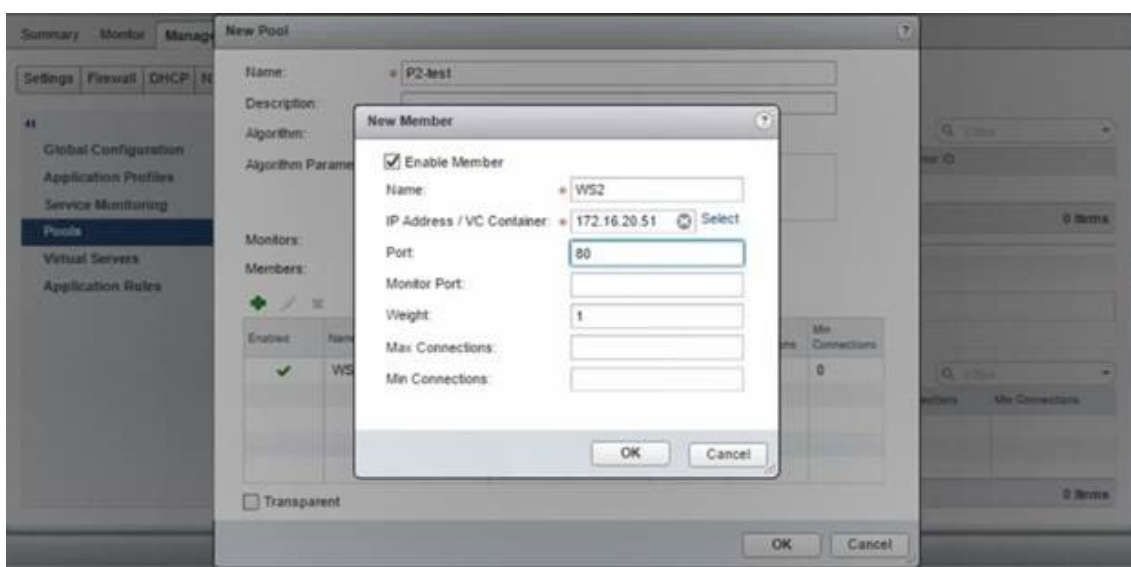 Summary Monitor Manage New Pool
Settings Firewall DHCP
Name: * P2-test
Description:
Algorithm:
Algorithm Parame
Monitors:
Members:
Global Configuration
Application Profiles
Service Monitoring
Pools
Virtual Servers
Application Rules
New Member
Enable Member
Name: * WS2
IP Address / VC Container: * 172.16.20.51 Select
Port: 80
Monitor Port:
Weight: 1
Max Connections:
Min Connections:
OK Cancel
Enabled Min Connections
WS 0
Transparent
OK Cancel
Filter
0 Items
Filter
Min Connections
0 Items